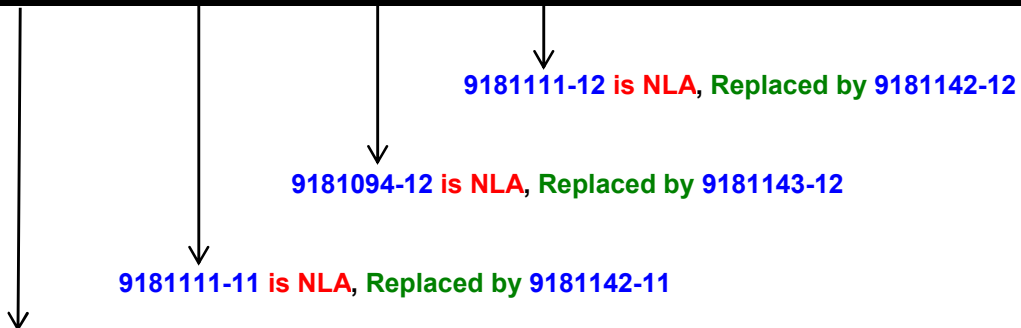 9181111-12 is NLA, Replaced by 9181142-12
9181094-12 is NLA, Replaced by 9181143-12
9181111-11 is NLA, Replaced by 9181142-11